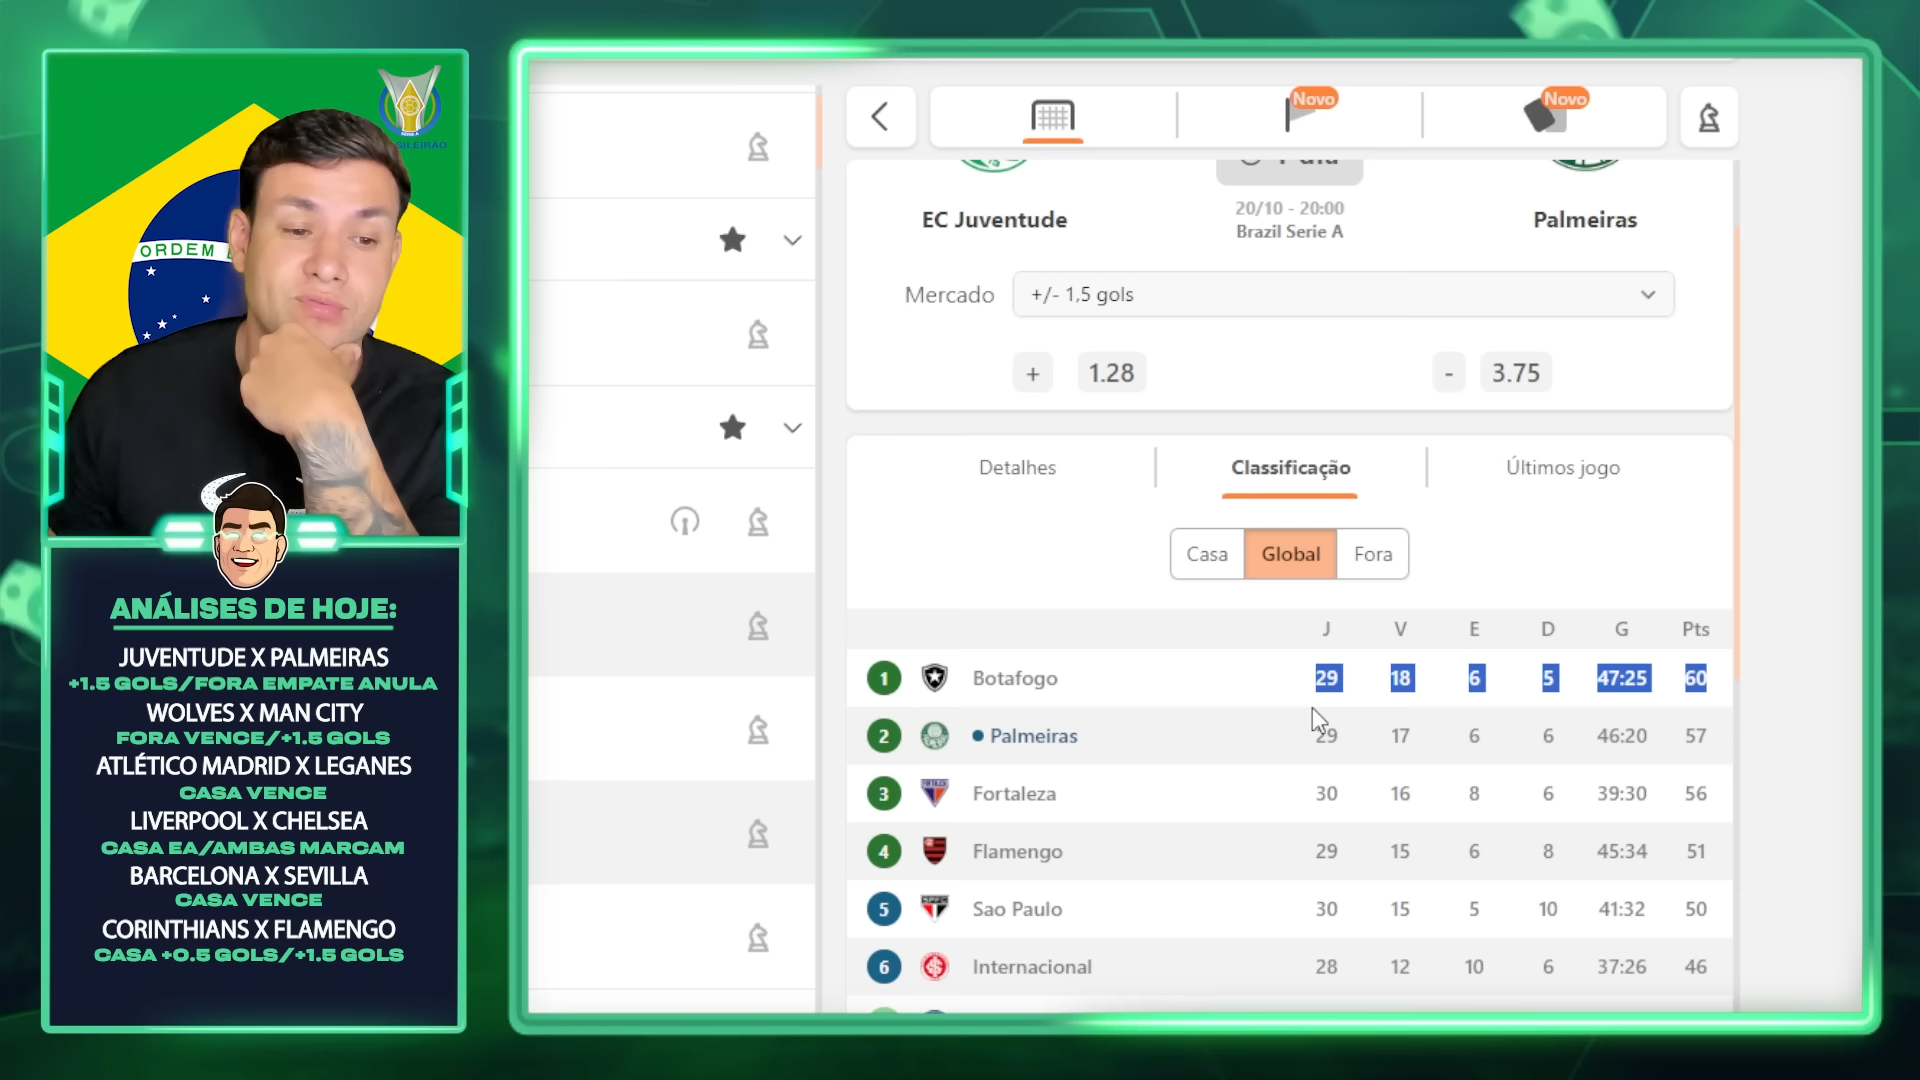 ORDEM
ANÁLISES DE HOJE:
JUVENTUDE X PALMEIRAS
+1.5 GOLS/FORA EMPATE ANULA
WOLVES X MAN CITY
FORA VENCE/+1.5 GOLS
ATLÉTICO MADRID X LEGANES
CASA VENCE
LIVERPOOL X CHELSEA
CASA EA/AMBAS MARCAM
BARCELONA X SEVILLA
CASA VENCE
CORINTHIANS X FLAMENGO
CASA +0.5 GOLS/+1.5 GOLS
Novo
Novo
1 dia
20/10 - 20:00
EC Juventude
Palmeiras
Brazil Serie A
Mercado
+/- 1,5 gols
+ 1.28 - 3.75
Detalhes Classificação Últimos jogo
Casa Global Fora
J V E D G Pts
1 Botafogo 29 18 6 5 47:25 60
2 Palmeiras 29 17 6 6 46:20 57
3 Fortaleza 30 16 8 6 39:30 56
4 Flamengo 29 15 6 8 45:34 51
5 Sao Paulo 30 15 5 10 41:32 50
6 Internacional 28 12 10 6 37:26 46